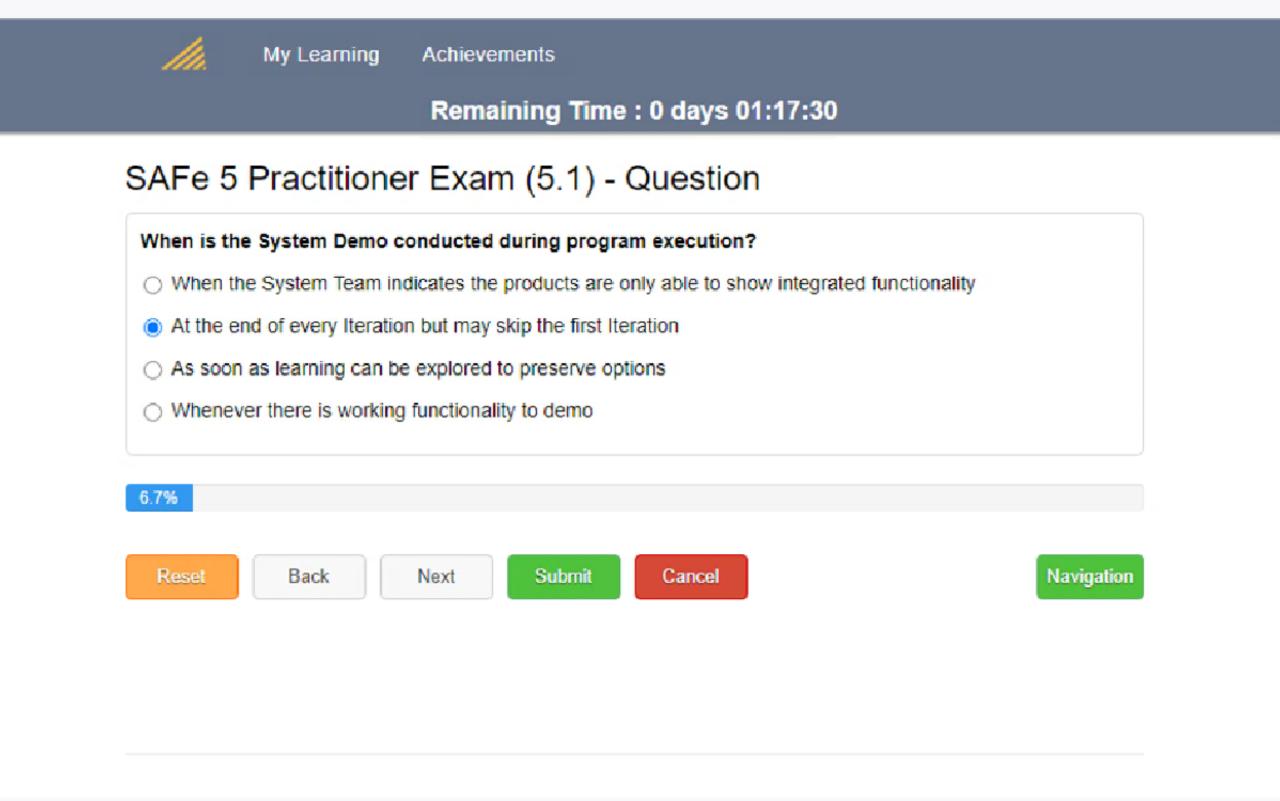 My Learning Achievements
Remaining Time : 0 days 01:17:30
SAFe 5 Practitioner Exam (5.1) - Question
When is the System Demo conducted during program execution?
When the System Team indicates the products are only able to show integrated functionality
At the end of every Iteration but may skip the first Iteration
As soon as learning can be explored to preserve options
Whenever there is working functionality to demo
6.7%
Reset Back Next Submit Cancel Navigation